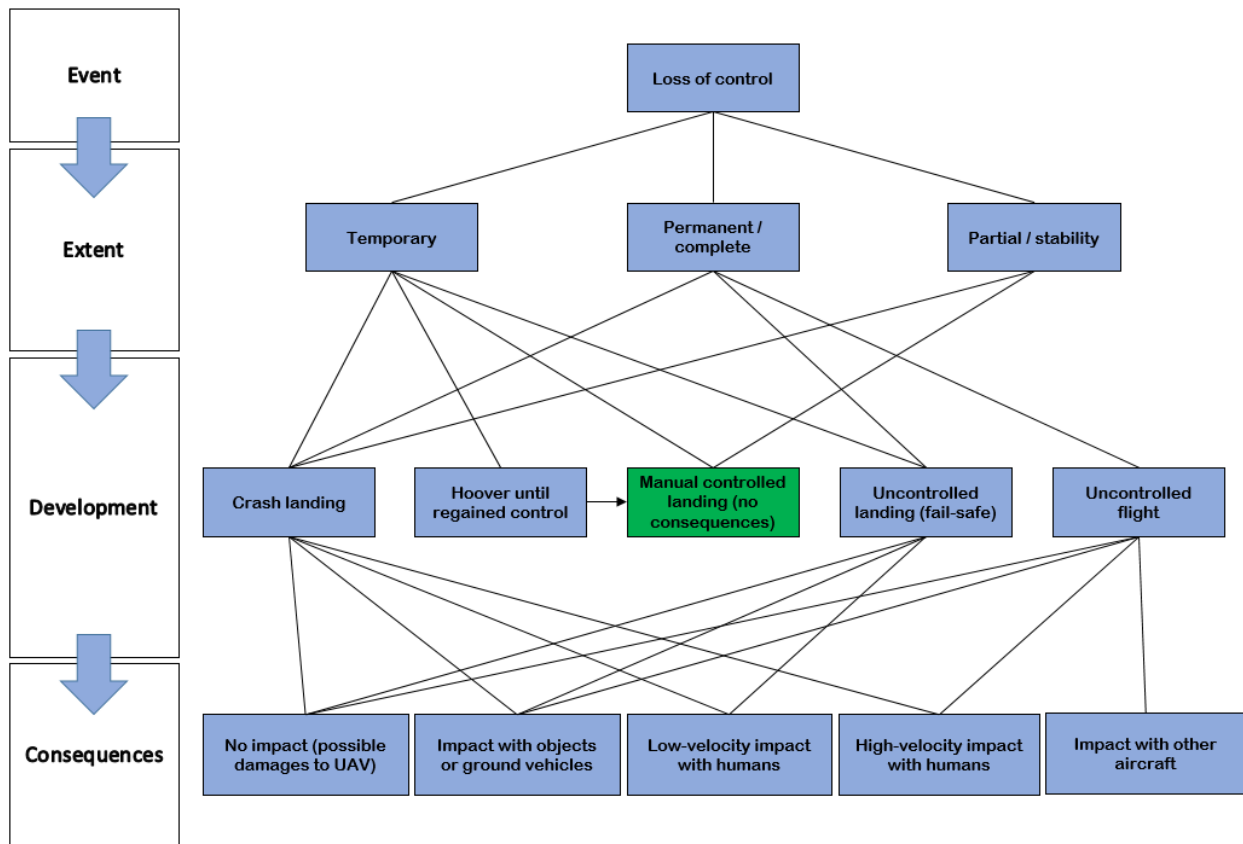 Event
Loss of control
Extent
Temporary
Permanent /
complete
Partial / stability
Development
Crash landing
Hoover until
regained control
Manual controlled
landing (no
consequences)
Uncontrolled
landing (fail-safe)
Uncontrolled
flight
Consequences
No impact (possible
damages to UAV)
Impact with objects
or ground vehicles
Low-velocity impact
with humans
High-velocity impact
with humans
Impact with other
aircraft